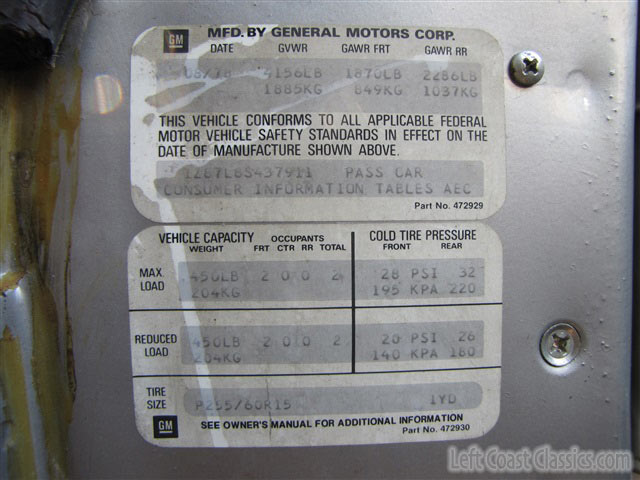 GM MFD. BY GENERAL MOTORS CORP.
DATE GVWR GAWR FRT GAWR RR
08/78 4156LB 1870LB 2286LB
1885KG 849KG 1037KG
THIS VEHICLE CONFORMS TO ALL APPLICABLE FEDERAL
MOTOR VEHICLE SAFETY STANDARDS IN EFFECT ON THE
DATE OF MANUFACTURE SHOWN ABOVE.
1Z87L8S437911 PASS CAR
CONSUMER INFORMATION TABLES AEC
Part No. 472929
VEHICLE CAPACITY OCCUPANTS COLD TIRE PRESSURE
WEIGHT FRT CTR RR TOTAL FRONT REAR
MAX. LOAD 450LB 2 0 0 2 28 PSI 32
204KG 195 KPA 220
REDUCED LOAD 450LB 2 0 0 2 20 PSI 26
204KG 140 KPA 180
TIRE SIZE P255/60R15 1YD
GM SEE OWNER'S MANUAL FOR ADDITIONAL INFORMATION
Part No. 472930
Left Coast Classics.com